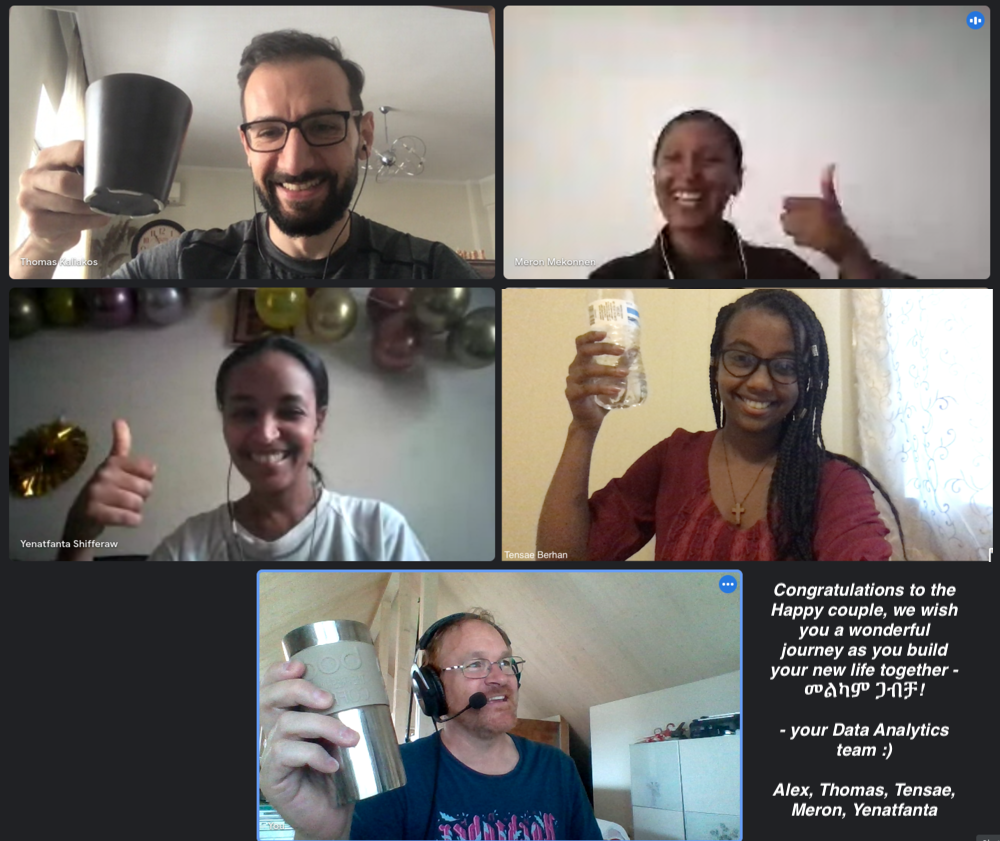 Thomas Kaliakos
Meron Mekonnen
Yenatfanta Shifferaw
Tensae Berhan
Congratulations to the
Happy couple, we wish
you a wonderful
journey as you build
your new life together -
መልካም ጋብቻ!
- your Data Analytics
team :)
Alex, Thomas, Tensae,
Meron, Yenatfanta